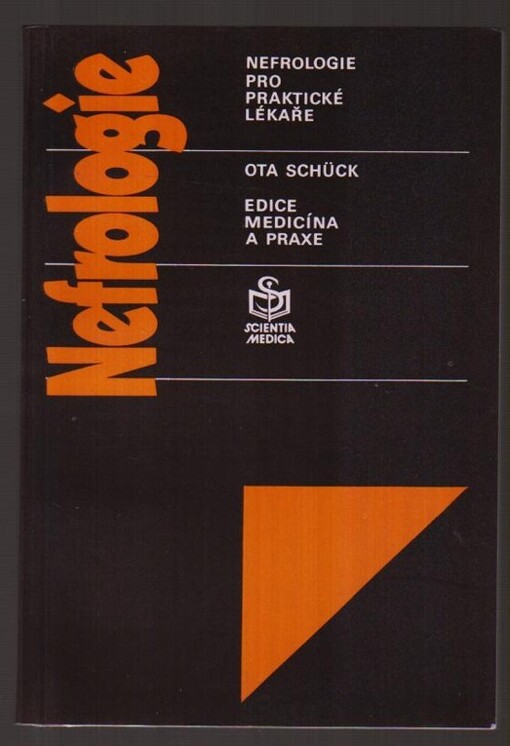 Nefrologie
NEFROLOGIE
PRO
PRAKTICKÉ
LÉKAŘE
OTA SCHÜCK
EDICE
MEDICÍNA
A PRAXE
SCIENTIA
MEDICA